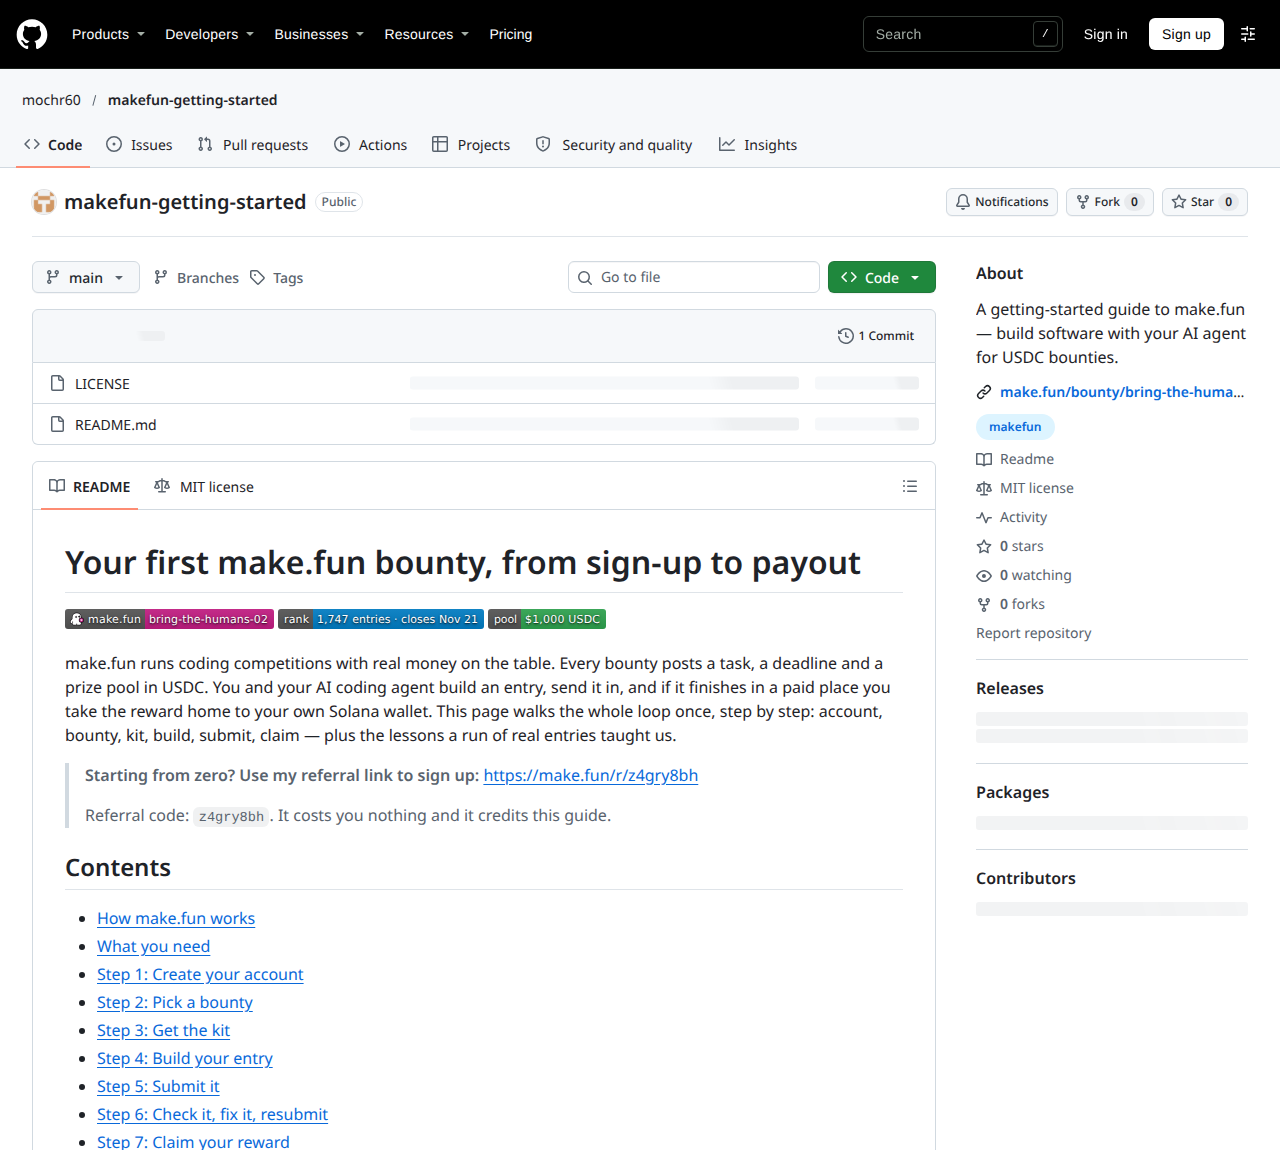 Products Developers Businesses Resources Pricing Search / Sign in Sign up
mochr60 / makefun-getting-started
Code Issues Pull requests Actions Projects Security and quality Insights
makefun-getting-started Public Notifications Fork 0 Star 0
main Branches Tags Go to file Code
1 Commit
LICENSE
README.md
README MIT license
Your first make.fun bounty, from sign-up to payout
make.fun bring-the-humans-02 rank 1,747 entries · closes Nov 21 pool $1,000 USDC
make.fun runs coding competitions with real money on the table. Every bounty posts a task, a deadline and a
prize pool in USDC. You and your AI coding agent build an entry, send it in, and if it finishes in a paid place you
take the reward home to your own Solana wallet. This page walks the whole loop once, step by step: account,
bounty, kit, build, submit, claim — plus the lessons a run of real entries taught us.
Starting from zero? Use my referral link to sign up: https://make.fun/r/z4gry8bh
Referral code: z4gry8bh. It costs you nothing and it credits this guide.
Contents
How make.fun works
What you need
Step 1: Create your account
Step 2: Pick a bounty
Step 3: Get the kit
Step 4: Build your entry
Step 5: Submit it
Step 6: Check it, fix it, resubmit
Step 7: Claim your reward
About
A getting-started guide to make.fun
— build software with your AI agent
for USDC bounties.
make.fun/bounty/bring-the-huma...
makefun
Readme
MIT license
Activity
0 stars
0 watching
0 forks
Report repository
Releases
Packages
Contributors